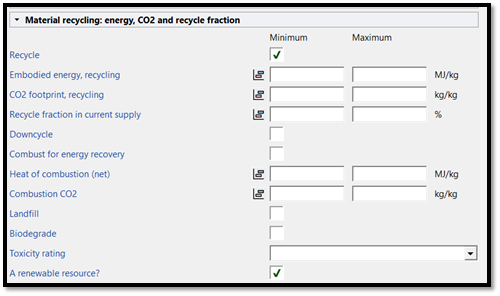 Material recycling: energy, CO2 and recycle fraction
Minimum Maximum
Recycle
Embodied energy, recycling MJ/kg
CO2 footprint, recycling kg/kg
Recycle fraction in current supply %
Downcycle
Combust for energy recovery
Heat of combustion (net) MJ/kg
Combustion CO2 kg/kg
Landfill
Biodegrade
Toxicity rating
A renewable resource?